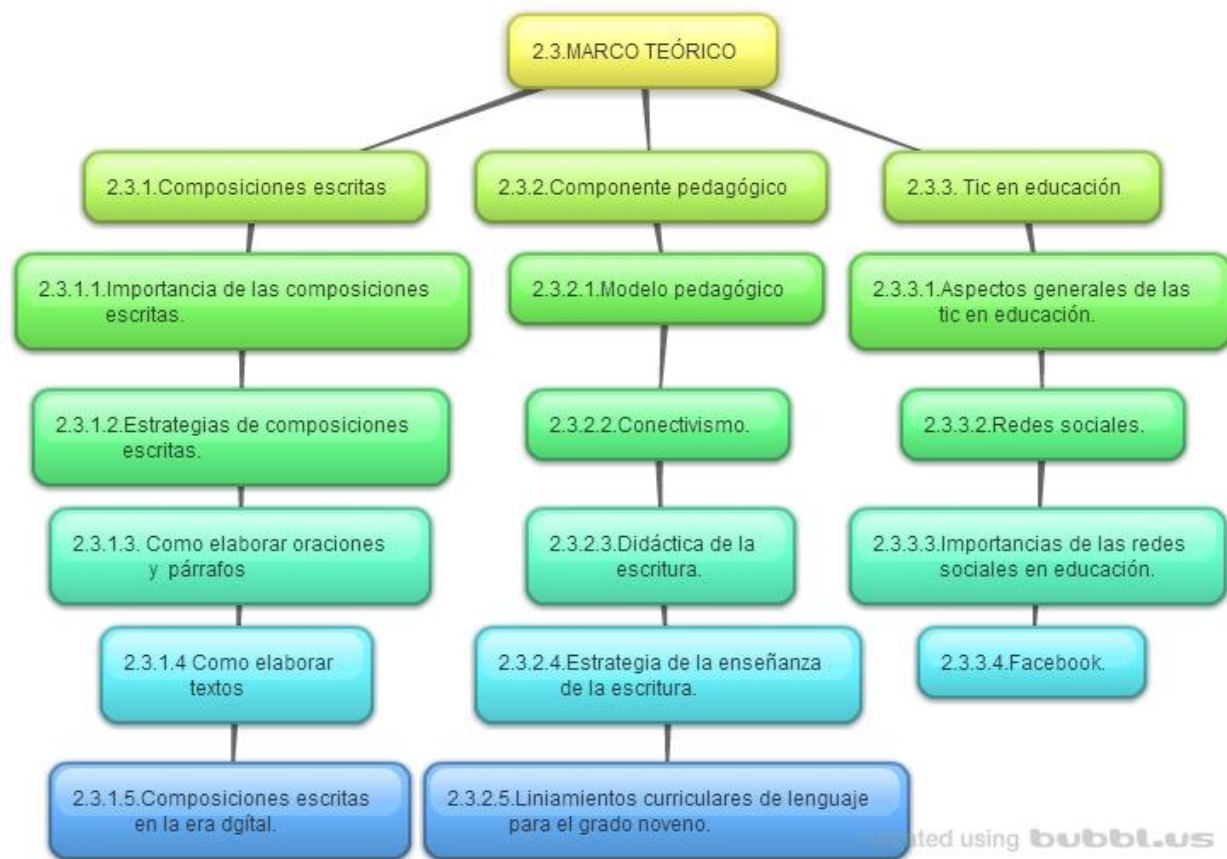 2.3.MARCO TEÓRICO
2.3.1.Composiciones escritas
2.3.2.Componente pedagógico
2.3.3. Tic en educación
2.3.1.1.Importancia de las composiciones
escritas.
2.3.2.1.Modelo pedagógico
2.3.3.1.Aspectos generales de las
tic en educación.
2.3.1.2.Estrategias de composiciones
escritas.
2.3.2.2.Conectivismo.
2.3.3.2.Redes sociales.
2.3.1.3. Como elaborar oraciones
y párrafos
2.3.2.3.Didáctica de la
escritura.
2.3.3.3.Importancias de las redes
sociales en educación.
2.3.1.4 Como elaborar
textos
2.3.2.4.Estrategia de la enseñanza
de la escritura.
2.3.3.4.Facebook.
2.3.1.5.Composiciones escritas
en la era dgítal.
2.3.2.5.Liniamientos curriculares de lenguaje
para el grado noveno.
using bubbl.us